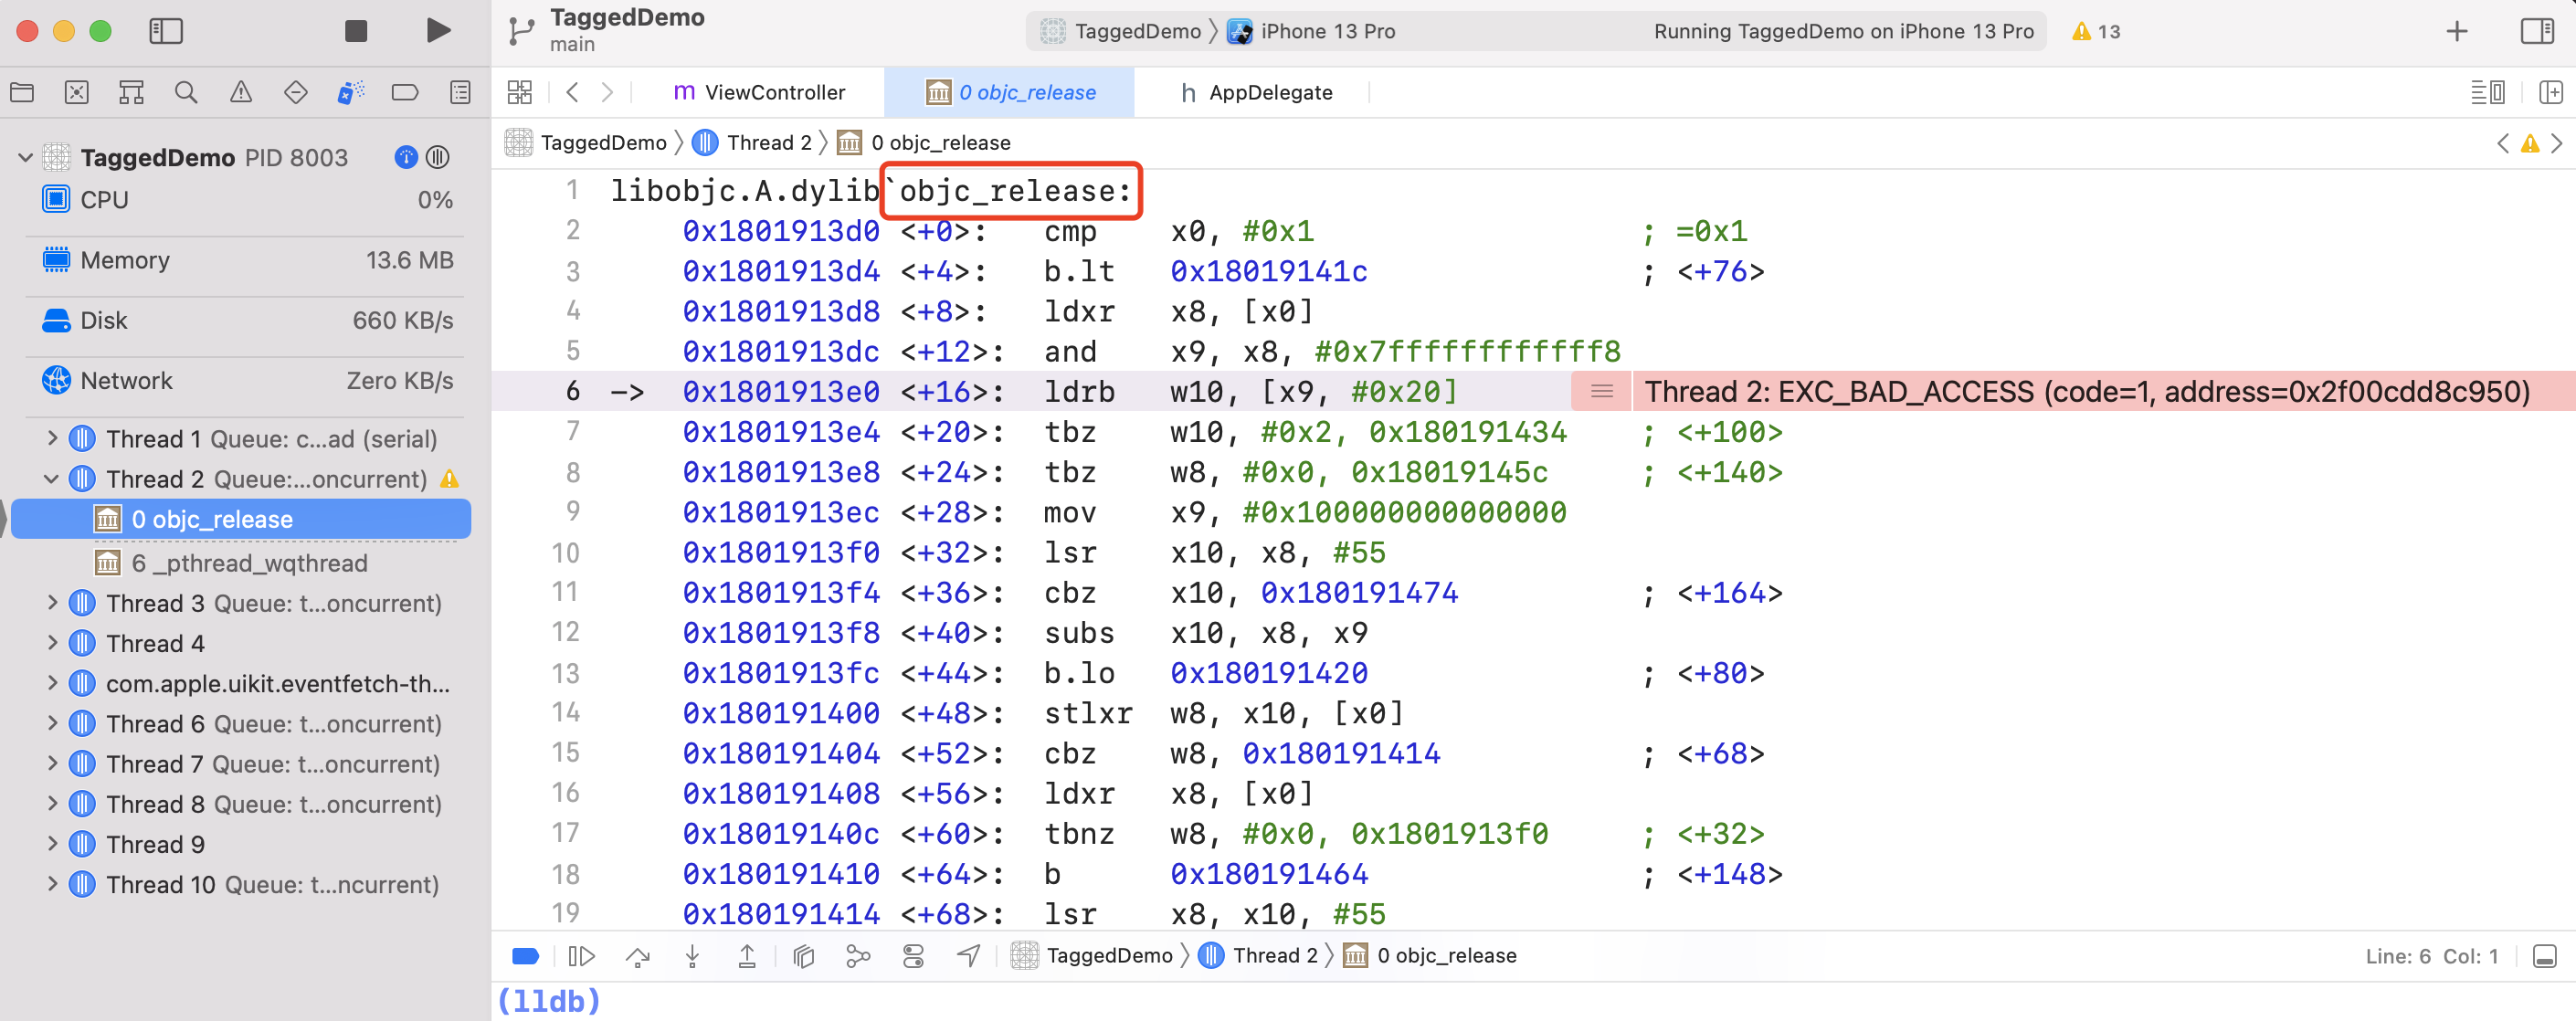 TaggedDemo
main
TaggedDemo 〉 iPhone 13 Pro
Running TaggedDemo on iPhone 13 Pro
13
m ViewController
0 objc_release
h AppDelegate
TaggedDemo 〉 Thread 2 〉 0 objc_release
TaggedDemo PID 8003
CPU 0%
Memory 13.6 MB
Disk 660 KB/s
Network Zero KB/s
Thread 1 Queue: c...ad (serial)
Thread 2 Queue:...oncurrent)
0 objc_release
6 _pthread_wqthread
Thread 3 Queue: t...oncurrent)
Thread 4
com.apple.uikit.eventfetch-th...
Thread 6 Queue: t...oncurrent)
Thread 7 Queue: t...oncurrent)
Thread 8 Queue: t...oncurrent)
Thread 9
Thread 10 Queue: t...ncurrent)
1 libobjc.A.dylib`objc_release:
2 0x1801913d0 <+0>: cmp x0, #0x1 ; =0x1
3 0x1801913d4 <+4>: b.lt 0x18019141c ; <+76>
4 0x1801913d8 <+8>: ldxr x8, [x0]
5 0x1801913dc <+12>: and x9, x8, #0x7ffffffffffff8
6 -> 0x1801913e0 <+16>: ldrb w10, [x9, #0x20] Thread 2: EXC_BAD_ACCESS (code=1, address=0x2f00cdd8c950)
7 0x1801913e4 <+20>: tbz w10, #0x2, 0x180191434 ; <+100>
8 0x1801913e8 <+24>: tbz w8, #0x0, 0x18019145c ; <+140>
9 0x1801913ec <+28>: mov x9, #0x100000000000000
10 0x1801913f0 <+32>: lsr x10, x8, #55
11 0x1801913f4 <+36>: cbz x10, 0x180191474 ; <+164>
12 0x1801913f8 <+40>: subs x10, x8, x9
13 0x1801913fc <+44>: b.lo 0x180191420 ; <+80>
14 0x180191400 <+48>: stlxr w8, x10, [x0]
15 0x180191404 <+52>: cbz w8, 0x180191414 ; <+68>
16 0x180191408 <+56>: ldxr x8, [x0]
17 0x18019140c <+60>: tbnz w8, #0x0, 0x1801913f0 ; <+32>
18 0x180191410 <+64>: b 0x180191464 ; <+148>
19 0x180191414 <+68>: lsr x8, x10, #55
TaggedDemo 〉 Thread 2 〉 0 objc_release
Line: 6 Col: 1
(lldb)